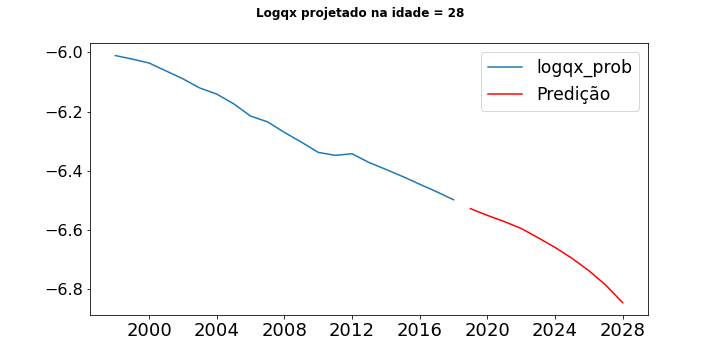 Logqx projetado na idade = 28
−6.0
−6.2
−6.4
−6.6
−6.8
logqx_prob
Predição
2000 2004 2008 2012 2016 2020 2024 2028